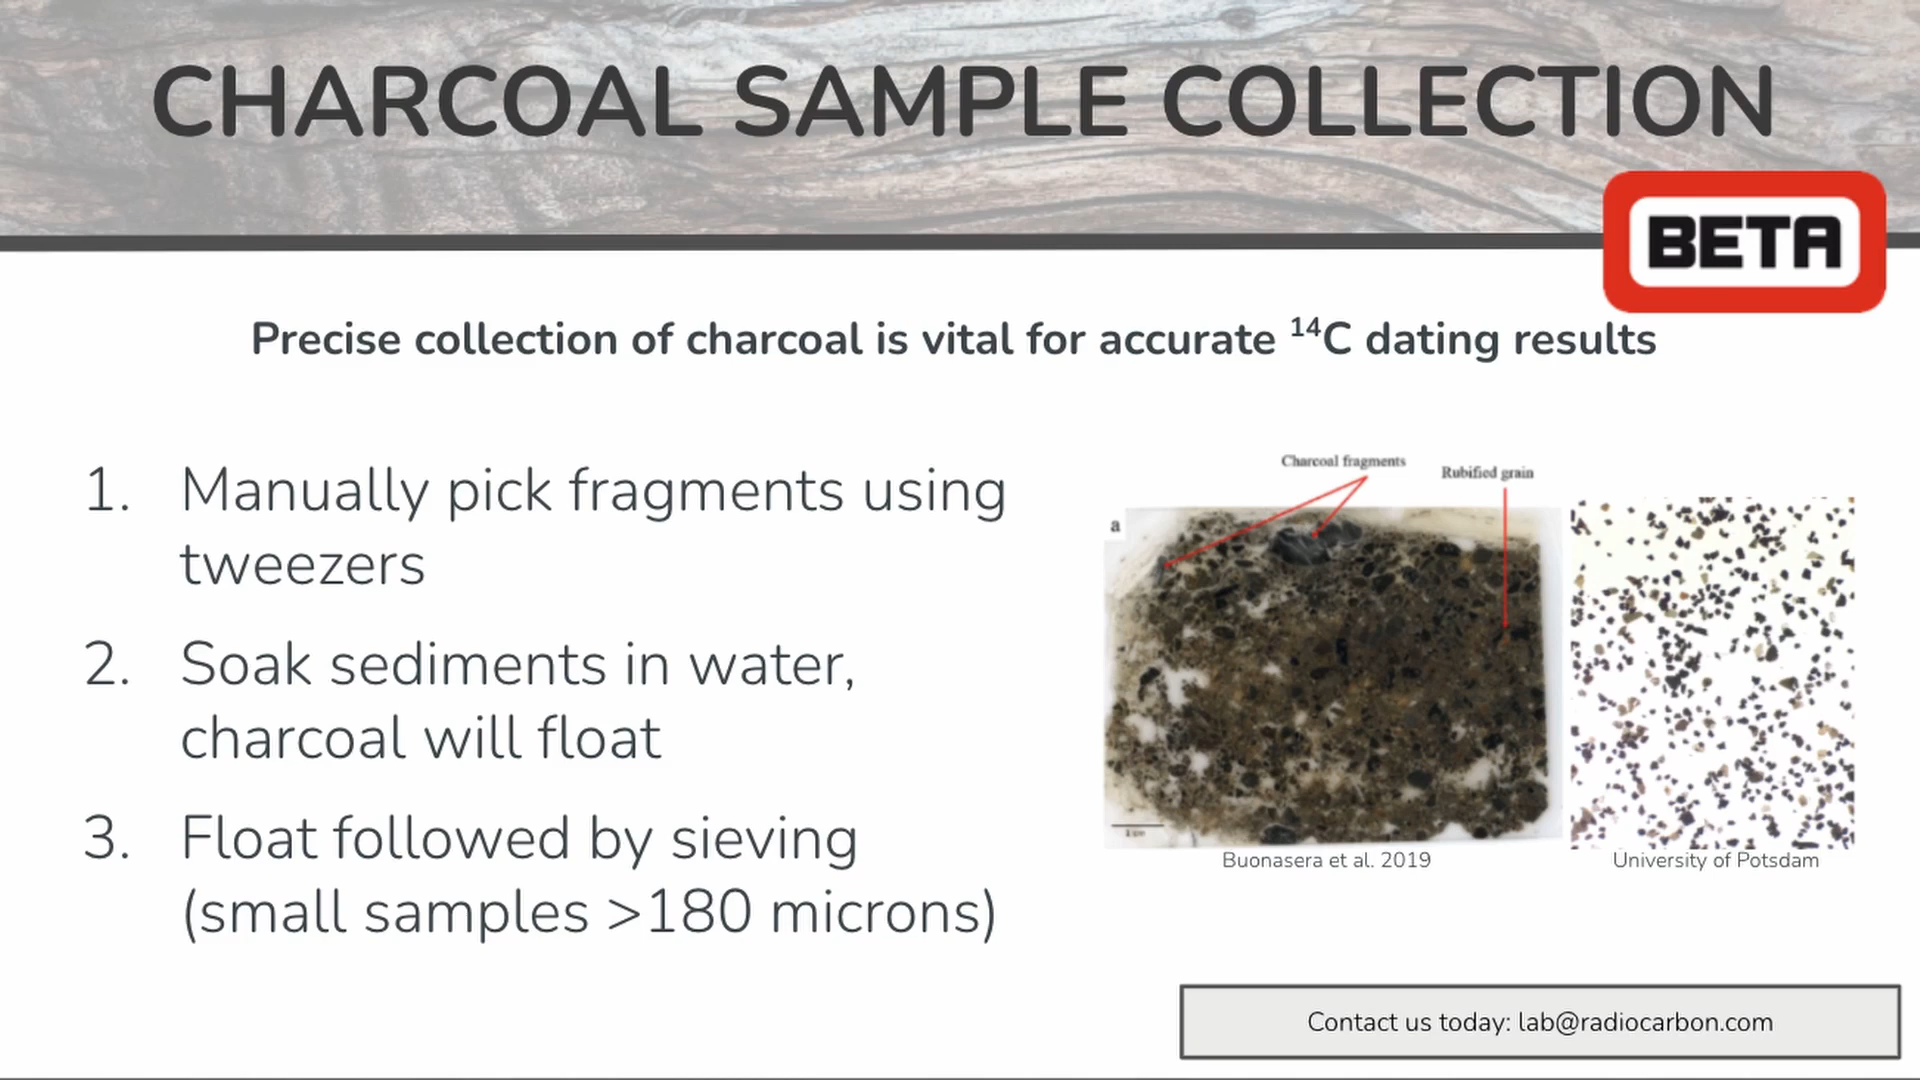 CHARCOAL SAMPLE COLLECTION
BETA
Precise collection of charcoal is vital for accurate ¹⁴C dating results
1. Manually pick fragments using
tweezers
2. Soak sediments in water,
charcoal will float
3. Float followed by sieving
(small samples >180 microns)
Charcoal fragments
Rubified grain
a
Buonasera et al. 2019
University of Potsdam
Contact us today: lab@radiocarbon.com